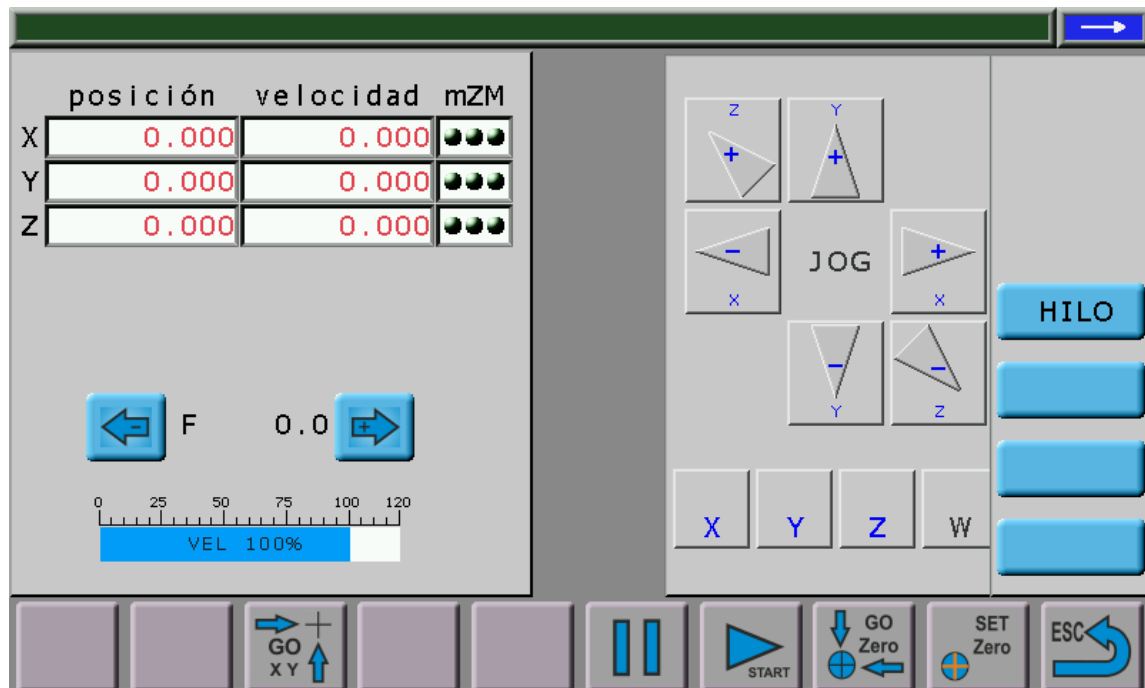 posición velocidad mZM
X 0.000 0.000
Y 0.000 0.000
Z 0.000 0.000
- F 0.0 +
0 25 50 75 100 120
VEL 100%
Z Y
+ +
- JOG +
X X
- -
Y Z
X Y Z W
HILO
GO
X Y
START
GO
Zero
SET
Zero
ESC